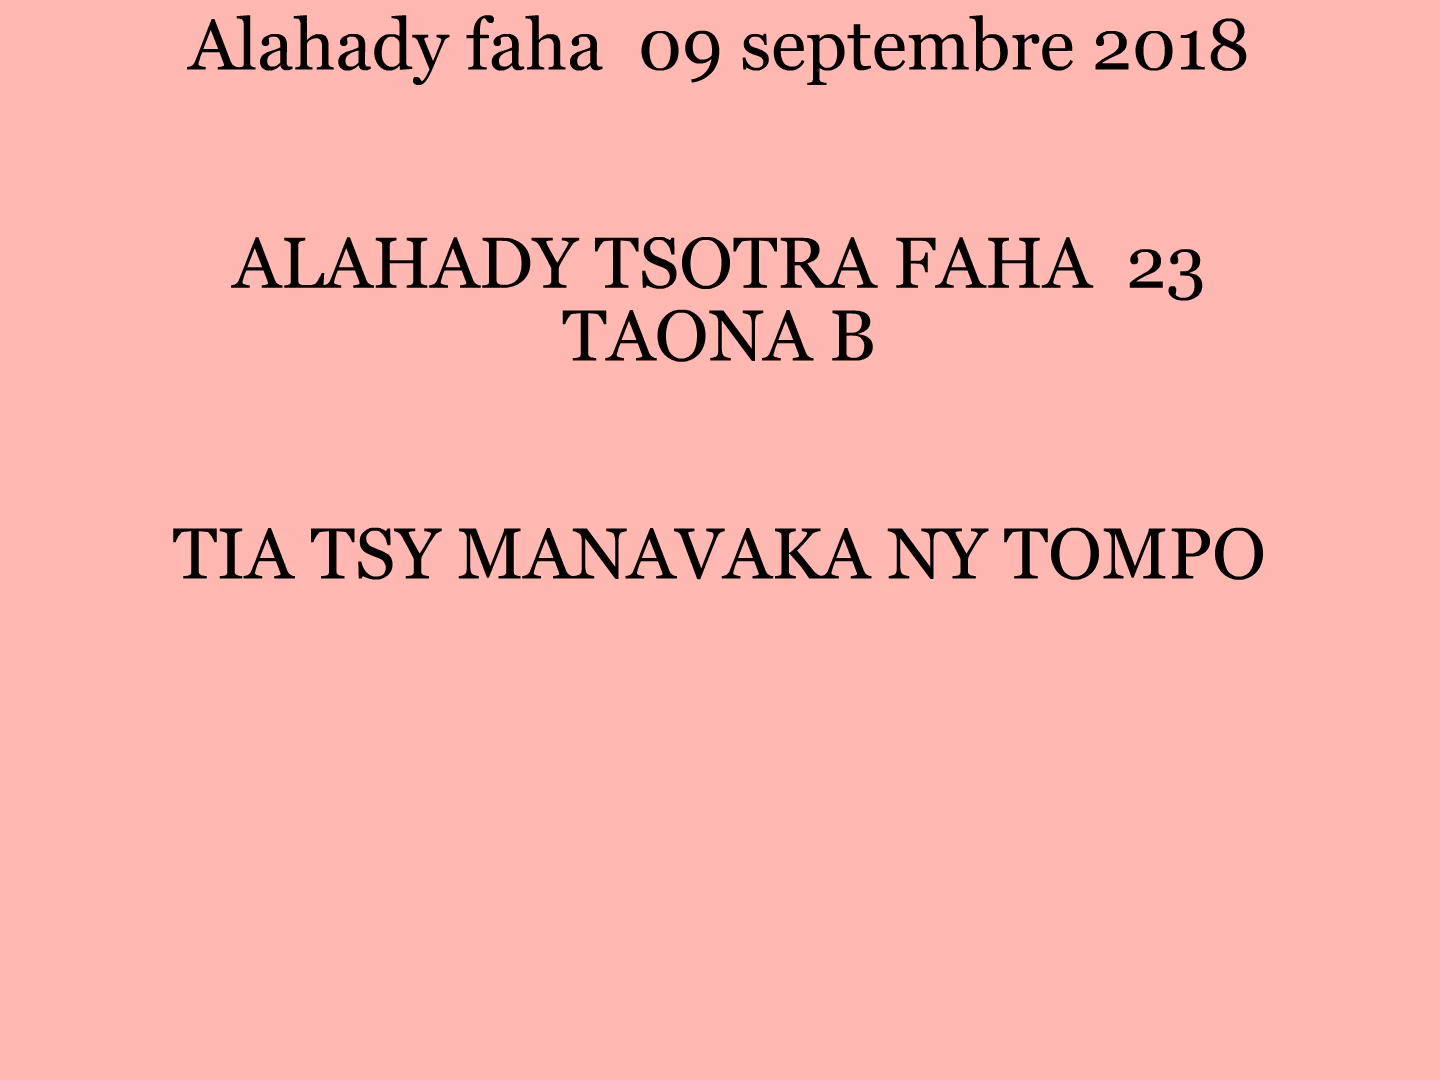 Alahady faha  09 septembre 2018
ALAHADY TSOTRA FAHA  23
TAONA B
TIA TSY MANAVAKA NY TOMPO